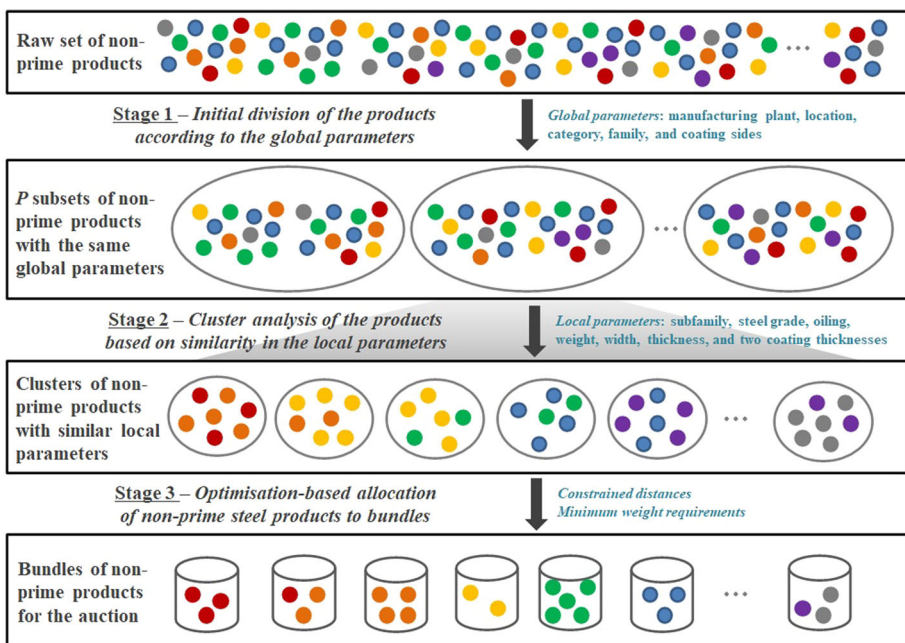 Raw set of non-
prime products
...
Stage 1 – Initial division of the products
according to the global parameters
Global parameters: manufacturing plant, location,
category, family, and coating sides
P subsets of non-
prime products
with the same
global parameters
...
Stage 2 – Cluster analysis of the products
based on similarity in the local parameters
Local parameters: subfamily, steel grade, oiling,
weight, width, thickness, and two coating thicknesses
Clusters of non-
prime products
with similar local
parameters
...
Stage 3 – Optimisation-based allocation
of non-prime steel products to bundles
Constrained distances
Minimum weight requirements
Bundles of non-
prime products
for the auction
...